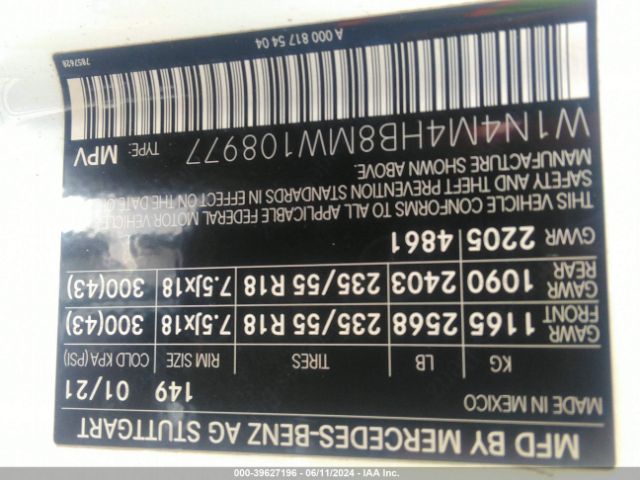 MFD BY MERCEDES-BENZ AG STUTTGART
MADE IN MEXICO 149 01/21
KG LB TIRES RIM SIZE COLD KPA (PSI)
GAWR FRONT 1165 2568 235/55 R18 7.5Jx18 300(43)
GAWR REAR 1090 2403 235/55 R18 7.5Jx18 300(43)
GVWR 2205 4861
THIS VEHICLE CONFORMS TO ALL APPLICABLE FEDERAL MOTOR VEHICLE
SAFETY AND THEFT PREVENTION STANDARDS IN EFFECT ON THE DATE OF
MANUFACTURE SHOWN ABOVE.
W1N4M4HB8MW108977 TYPE: MPV
A 000 817 54 04
7857628
000-39627196 - 06/11/2024 - IAA Inc.